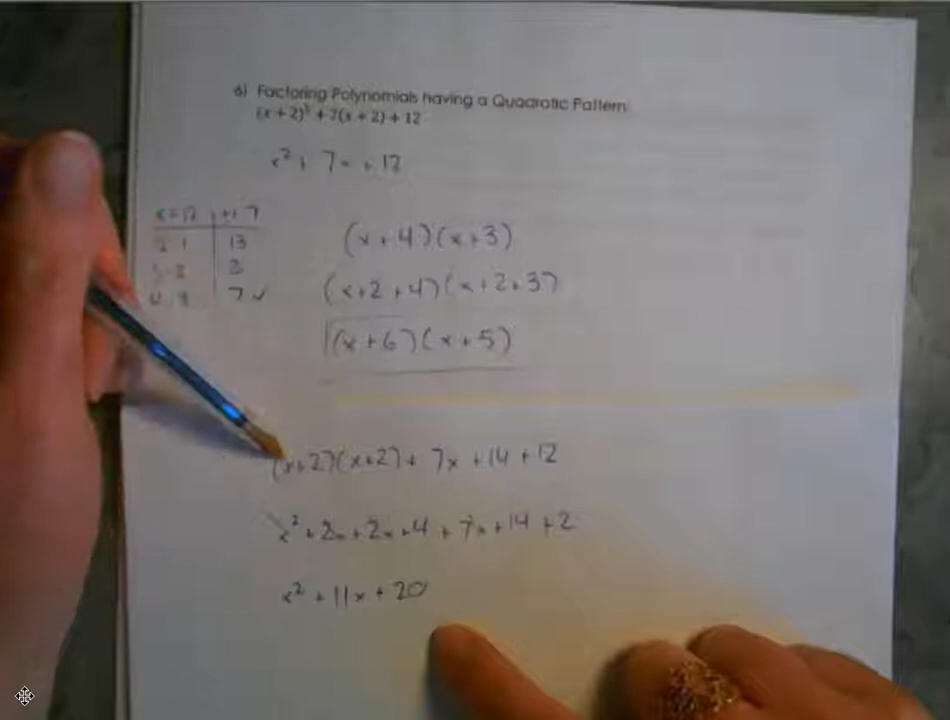 6) Factoring Polynomials having a Quadratic Pattern
(x + 2)² + 7(x + 2) + 12
x² + 7x + 12
x = 12 | + = 7
12 · 1 | 13
6 · 2 | 8
4 · 3 | 7 ✓
(x + 4)(x + 3)
(x + 2 + 4)(x + 2 + 3)
(x + 6)(x + 5)
(x+2)(x+2) + 7x + 14 + 12
x² + 2x + 2x + 4 + 7x + 14 + 2
x² + 11x + 20